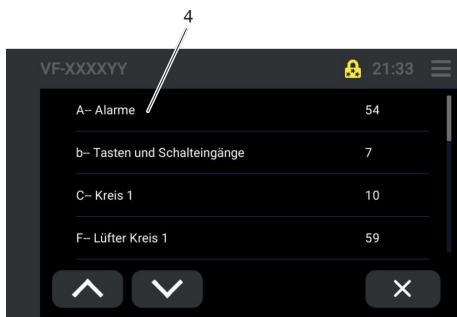 4
VF-XXXXYY 21:33
A-- Alarme 54
b-- Tasten und Schalteingänge 7
C-- Kreis 1 10
F-- Lüfter Kreis 1 59